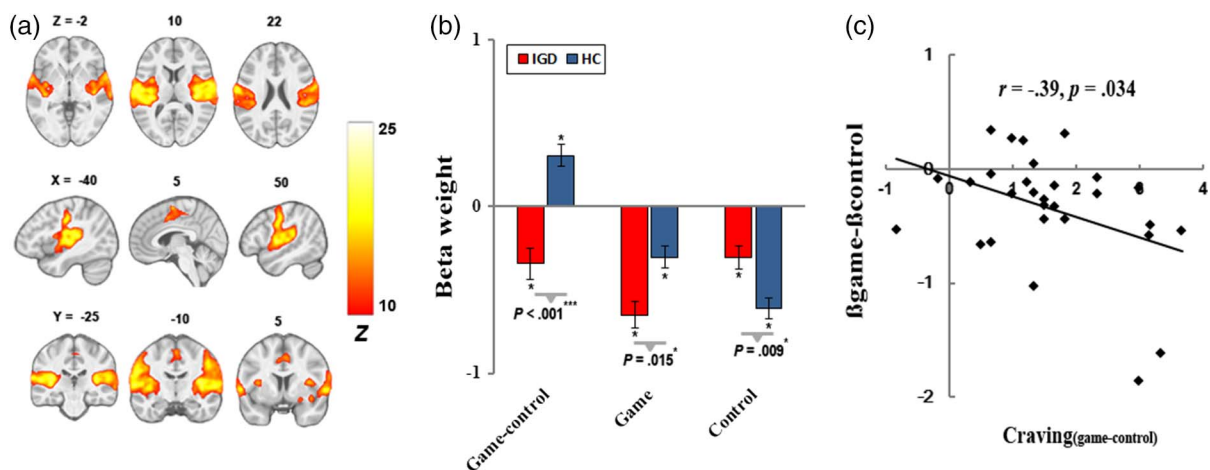 (a)
Z = -2 10 22
X = -40 5 50
Y = -25 -10 5
25
10
Z
(b)
IGD HC
Beta weight
1
0
-1
* * * * * *
P < .001***
P = .015*
P = .009*
Game-control
Game
Control
(c)
r = -.39, p = .034
ßgame-ßcontrol
1
0
-1
-2
-1 0 1 2 3 4
Craving(game-control)